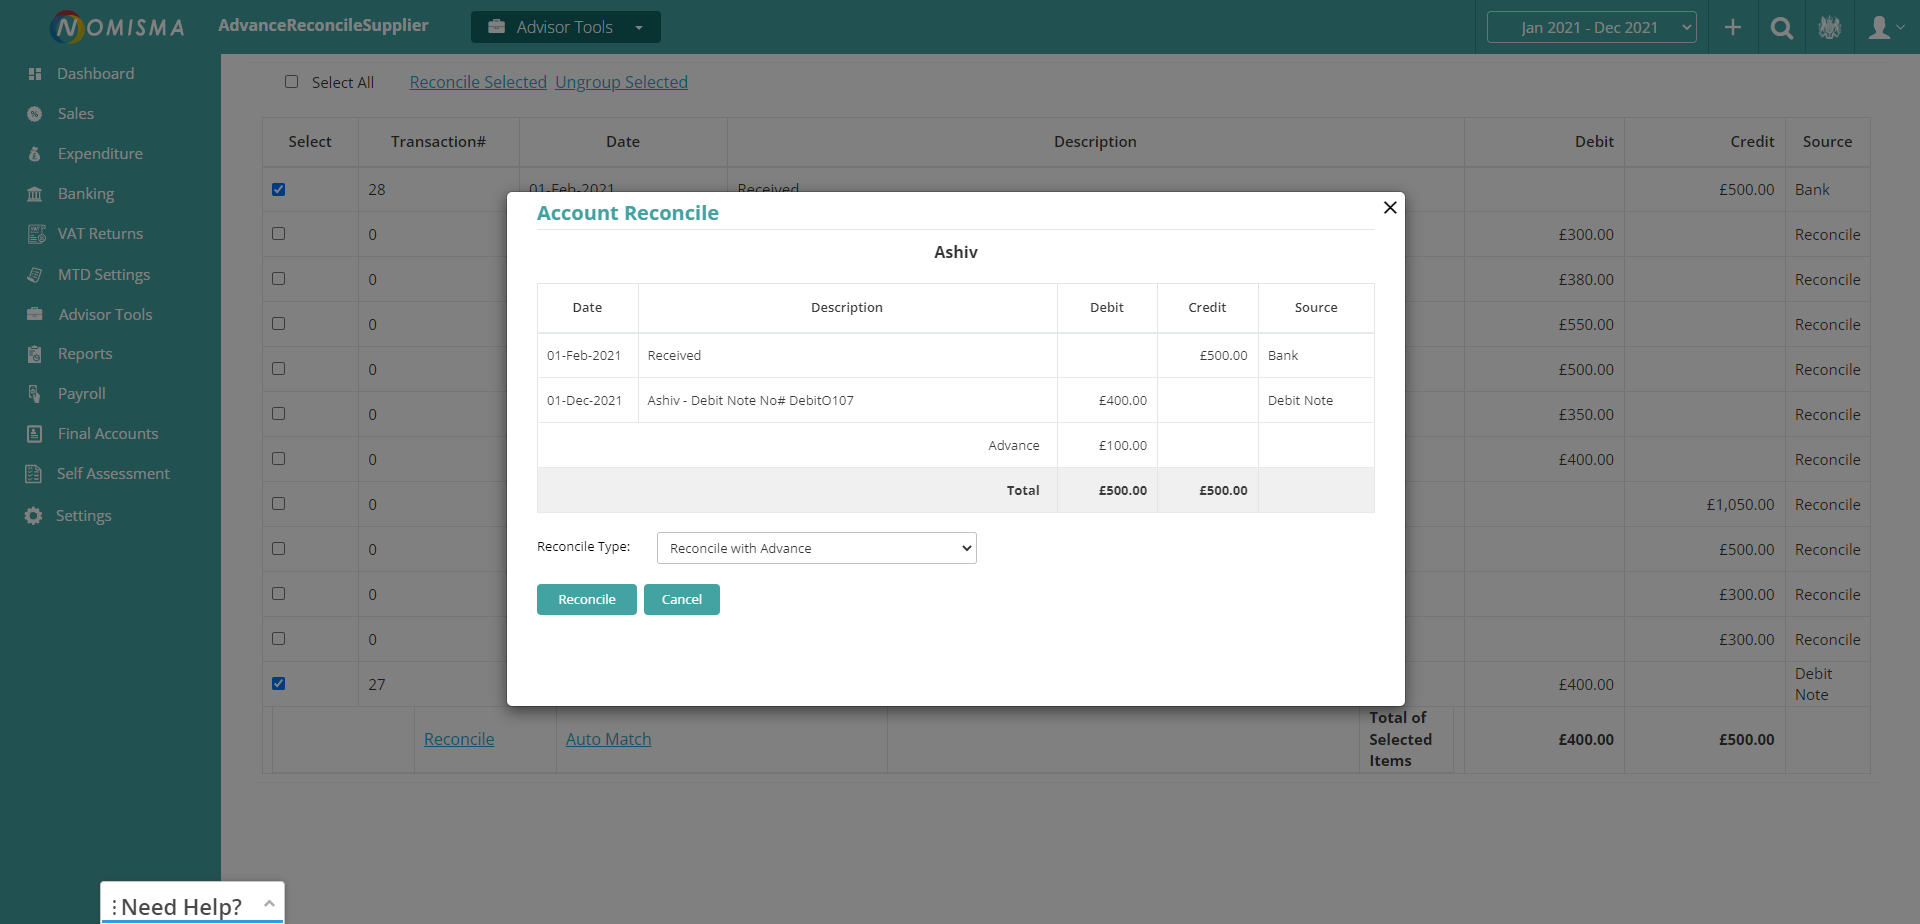 NOMISMA
AdvanceReconcileSupplier
Advisor Tools
Jan 2021 - Dec 2021
Dashboard
Sales
Expenditure
Banking
VAT Returns
MTD Settings
Advisor Tools
Reports
Payroll
Final Accounts
Self Assessment
Settings
Select All Reconcile Selected Ungroup Selected
Select Transaction# Date Description Debit Credit Source
28 01-Feb-2021 Received £500.00 Bank
0 £300.00 Reconcile
0 £380.00 Reconcile
0 £550.00 Reconcile
0 £500.00 Reconcile
0 £350.00 Reconcile
0 £400.00 Reconcile
0 £1,050.00 Reconcile
0 £500.00 Reconcile
0 £300.00 Reconcile
0 £300.00 Reconcile
27 £400.00 Debit Note
Reconcile Auto Match Total of Selected Items £400.00 £500.00
Account Reconcile
Ashiv
Date Description Debit Credit Source
01-Feb-2021 Received £500.00 Bank
01-Dec-2021 Ashiv - Debit Note No# DebitO107 £400.00 Debit Note
Advance £100.00
Total £500.00 £500.00
Reconcile Type: Reconcile with Advance
Reconcile Cancel
Need Help?